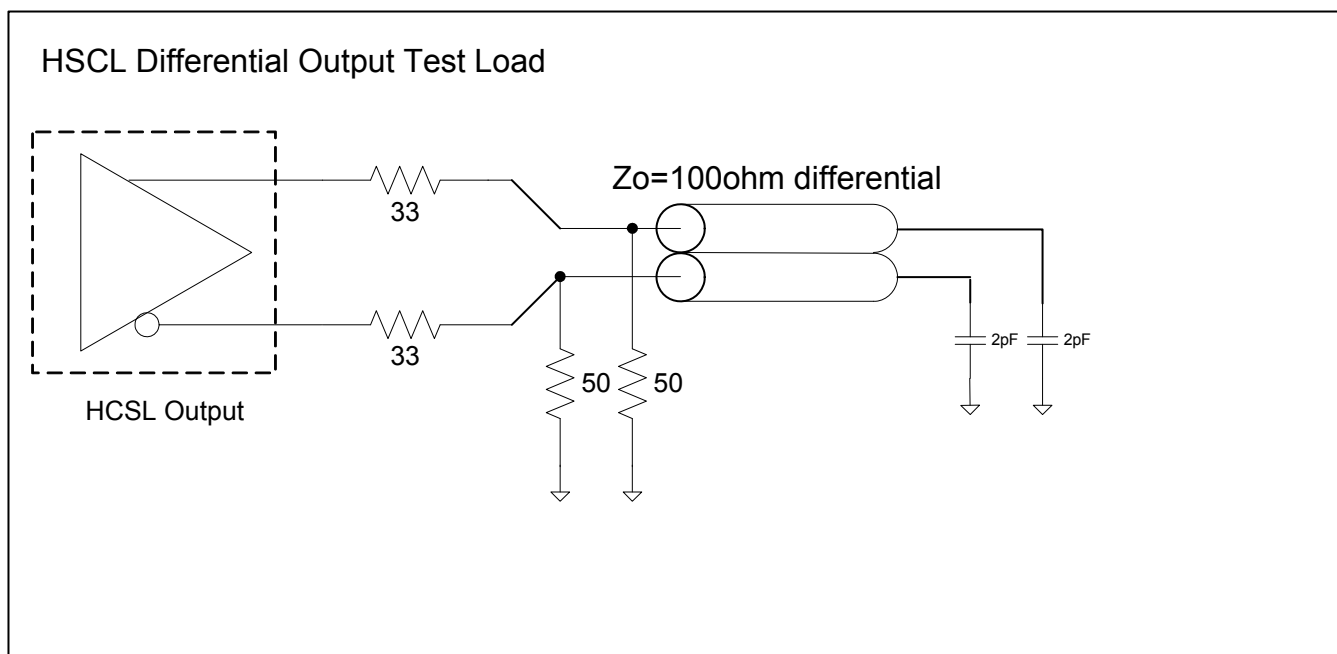 HSCL Differential Output Test Load
Zo=100ohm differential
33
33
50
50
2pF
2pF
HCSL Output